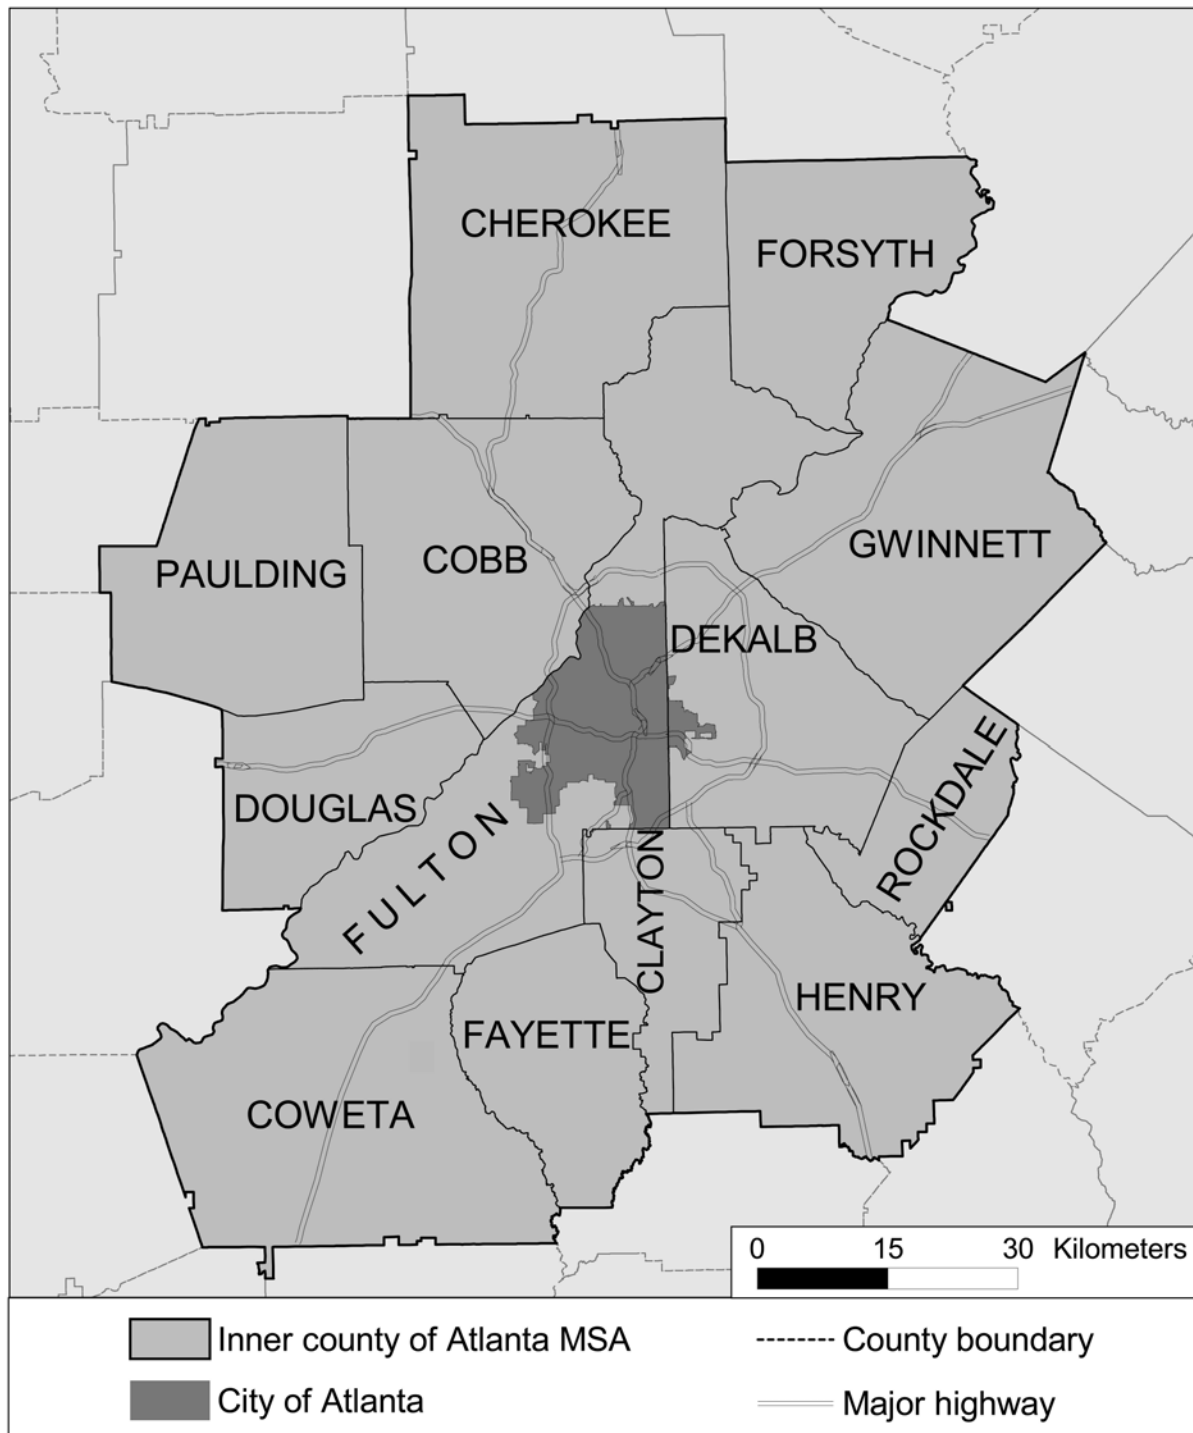 CHEROKEE
FORSYTH
GWINNETT
COBB
PAULDING
DEKALB
ROCKDALE
DOUGLAS
FULTON
CLAYTON
HENRY
FAYETTE
COWETA
0 15 30 Kilometers
Inner county of Atlanta MSA
County boundary
City of Atlanta
Major highway